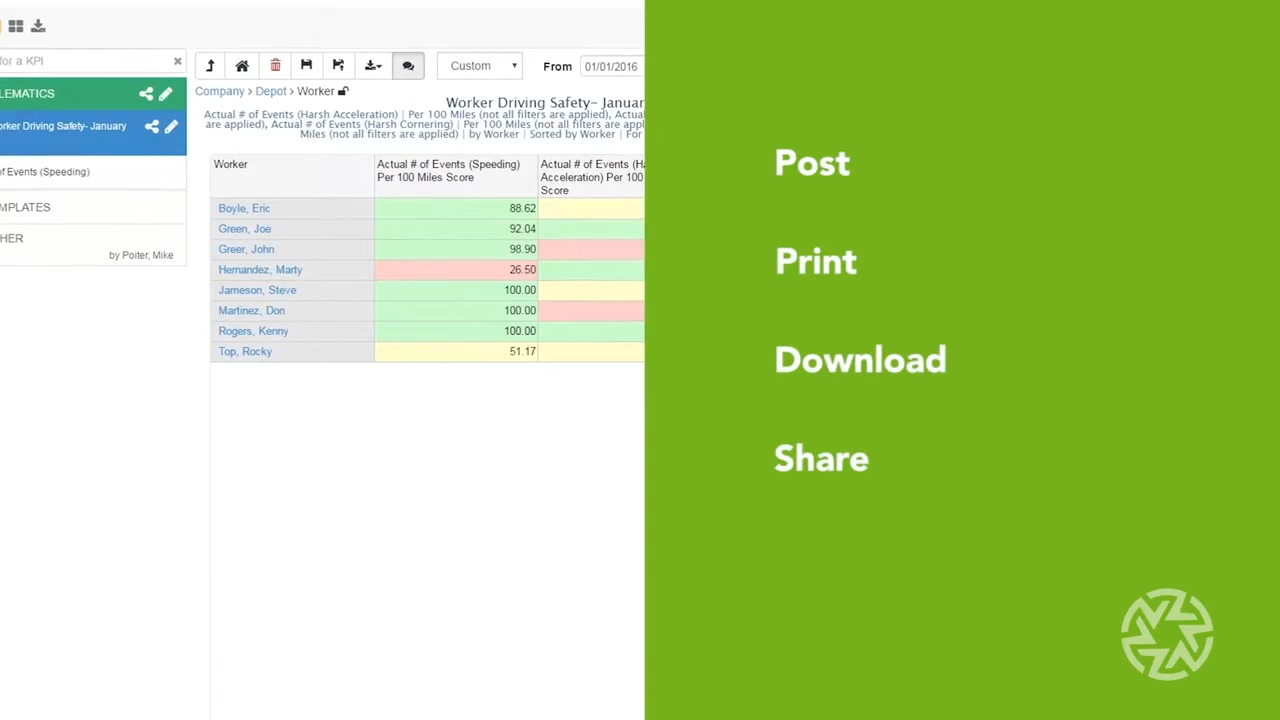 for a KPI
LEMATICS
orker Driving Safety- January
of Events (Speeding)
MPLATES
HER
by Poiter, Mike
Custom
From
01/01/2016
Company > Depot > Worker
Worker Driving Safety- Januar
Actual # of Events (Harsh Acceleration) | Per 100 Miles (not all filters are applied), Actua
are applied), Actual # of Events (Harsh Cornering) | Per 100 Miles (not all filters are appl
Miles (not all filters are applied) | by Worker | Sorted by Worker | For
Worker
Actual # of Events (Speeding)
Per 100 Miles Score
Actual # of Events (Ha
Acceleration) Per 100
Score
Boyle, Eric 88.62
Green, Joe 92.04
Greer, John 98.90
Hernandez, Marty 26.50
Jameson, Steve 100.00
Martinez, Don 100.00
Rogers, Kenny 100.00
Top, Rocky 51.17
Post
Print
Download
Share